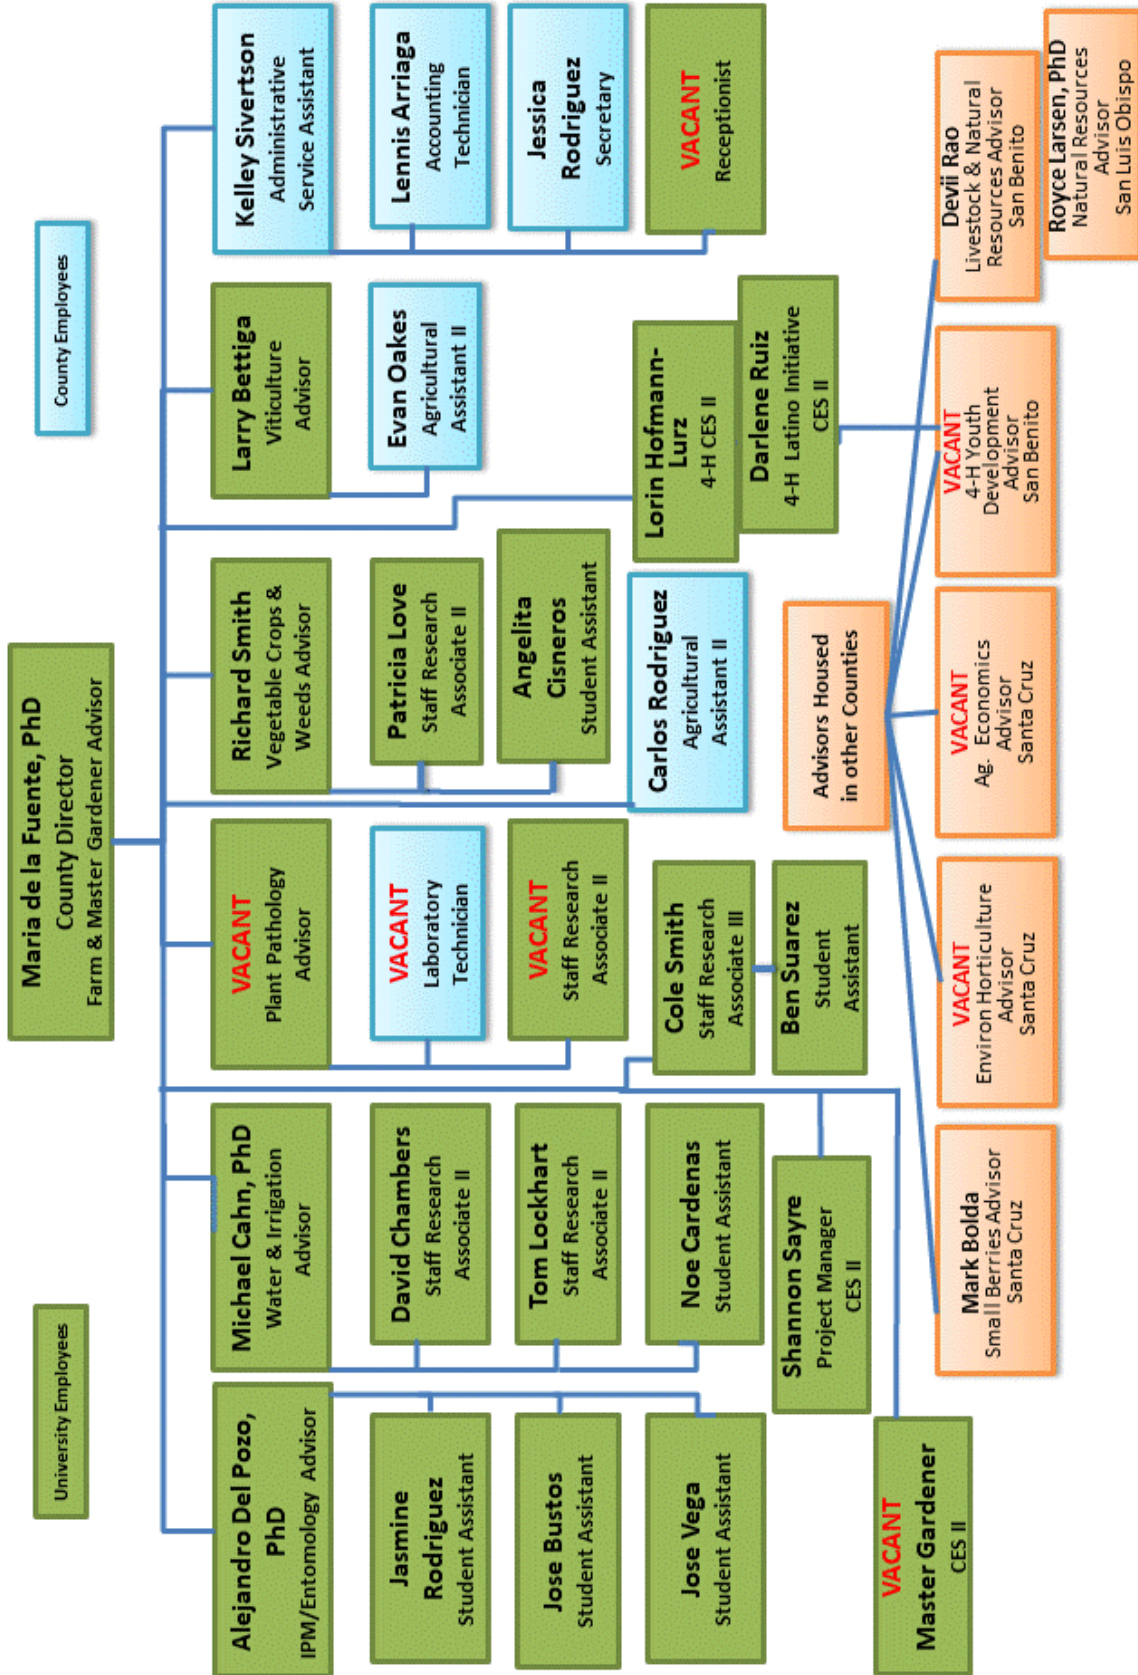 Maria de la Fuente, PhD
County Director
Farm & Master Gardener Advisor
University Employees
County Employees
Alejandro Del Pozo,
PhD
IPM/Entomology Advisor
Jasmine
Rodriguez
Student Assistant
Jose Bustos
Student Assistant
Jose Vega
Student Assistant
Michael Cahn, PhD
Water & Irrigation
Advisor
David Chambers
Staff Research
Associate II
Tom Lockhart
Staff Research
Associate II
Noe Cardenas
Student Assistant
VACANT
Plant Pathology
Advisor
VACANT
Laboratory
Technician
VACANT
Staff Research
Associate II
Richard Smith
Vegetable Crops &
Weeds Advisor
Patricia Love
Staff Research
Associate II
Angelita
Cisneros
Student Assistant
Larry Bettiga
Viticulture
Advisor
Evan Oakes
Agricultural
Assistant II
Kelley Sivertson
Administrative
Service Assistant
Lennis Arriaga
Accounting
Technician
Jessica
Rodriguez
Secretary
VACANT
Receptionist
Cole Smith
Staff Research
Associate III
Ben Suarez
Student
Assistant
Carlos Rodriguez
Agricultural
Assistant II
Lorin Hofmann-
Lurz
4-H CES II
Darlene Ruiz
4-H Latino Initiative
CES II
Shannon Sayre
Project Manager
CES II
VACANT
Master Gardener
CES II
Advisors Housed
in other Counties
Mark Bolda
Small Berries Advisor
Santa Cruz
VACANT
Environ Horticulture
Advisor
Santa Cruz
VACANT
Ag. Economics
Advisor
Santa Cruz
VACANT
4-H Youth
Development
Advisor
San Benito
Devii Rao
Livestock & Natural
Resources Advisor
San Benito
Royce Larsen, PhD
Natural Resources
Advisor
San Luis Obispo